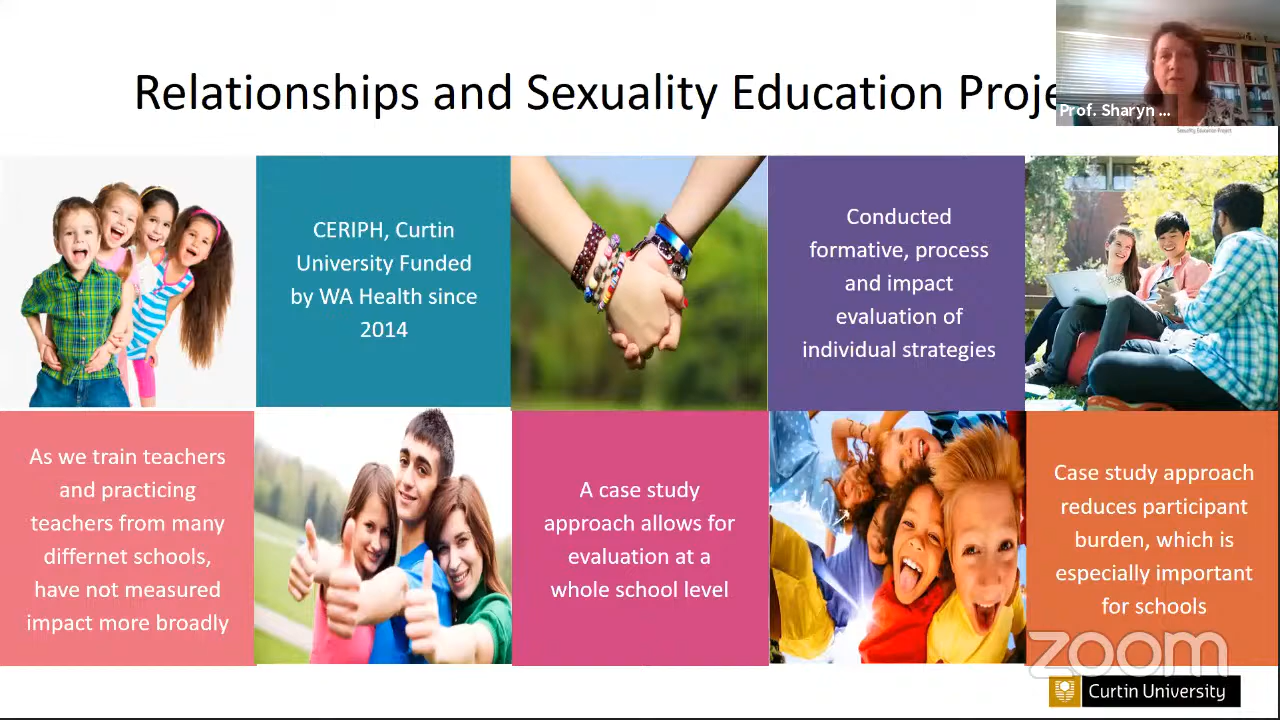 Relationships and Sexuality Education Proje
Prof. Sharyn ...
Sexuality Education Project
CERIPH, Curtin
University Funded
by WA Health since
2014
Conducted
formative, process
and impact
evaluation of
individual strategies
As we train teachers
and practicing
teachers from many
differnet schools,
have not measured
impact more broadly
A case study
approach allows for
evaluation at a
whole school level
Case study approach
reduces participant
burden, which is
especially important
for schools
zoom
Curtin University